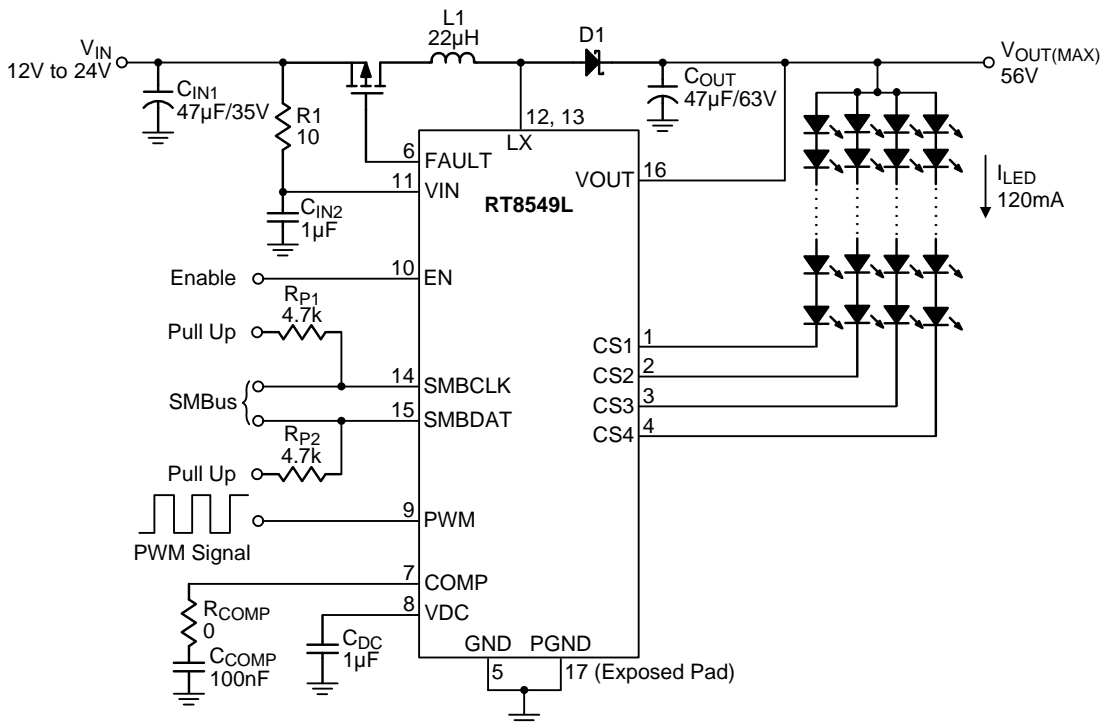 L1
22µH
D1
V_IN
12V to 24V
V_OUT(MAX)
56V
C_IN1
47µF/35V
C_OUT
47µF/63V
R1
10
12, 13
LX
6
FAULT
11
VIN
VOUT
16
RT8549L
I_LED
120mA
C_IN2
1µF
Enable
10
EN
R_P1
4.7k
Pull Up
CS1
1
CS2
2
CS3
3
CS4
4
14
SMBCLK
SMBus
15
SMBDAT
R_P2
4.7k
Pull Up
9
PWM
PWM Signal
7
COMP
8
VDC
R_COMP
0
C_COMP
100nF
C_DC
1µF
GND
PGND
5
17 (Exposed Pad)